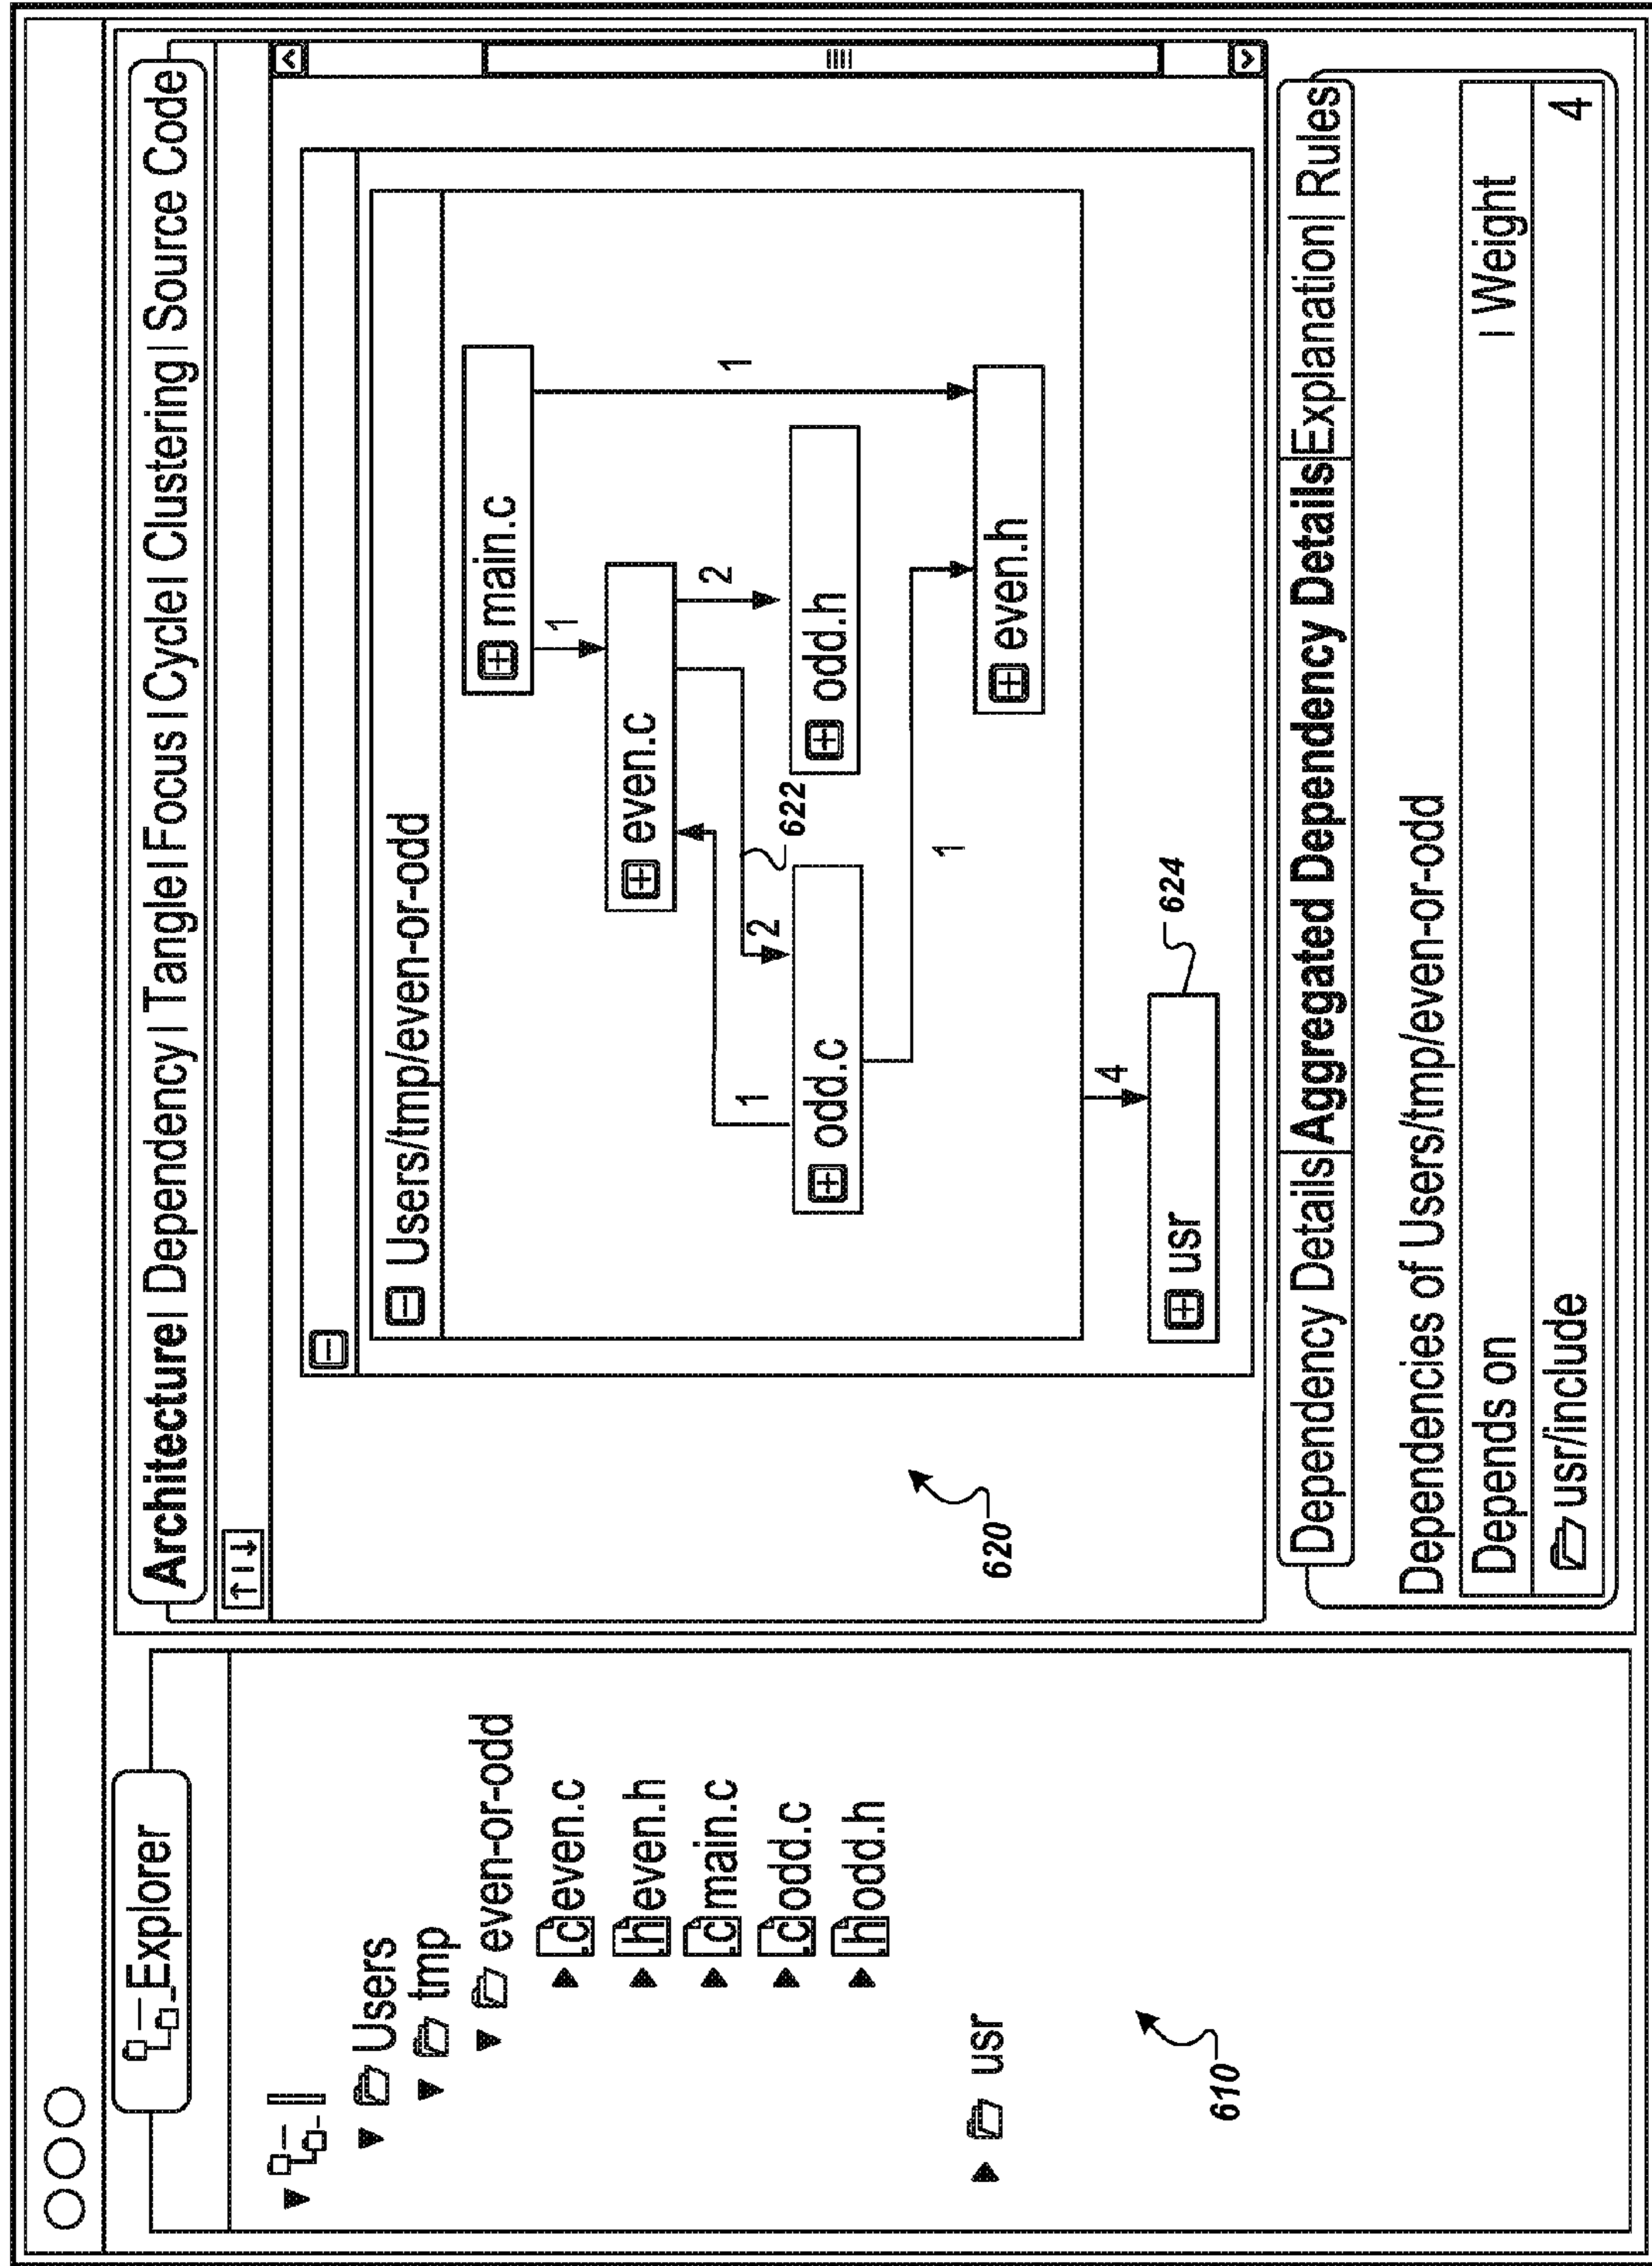 Explorer
Users
tmp
even-or-odd
.c even.c
.h even.h
.c main.c
.c odd.c
.h odd.h
usr
610
Architecture | Dependency | Tangle | Focus | Cycle | Clustering | Source Code
Users/tmp/even-or-odd
main.c
1
even.c
1
2
2
622
1
odd.c
odd.h
1
even.h
4
usr
624
620
Dependency Details Aggregated Dependency Details Explanation | Rules
Dependencies of Users/tmp/even-or-odd
Depends on | Weight
usr/include 4